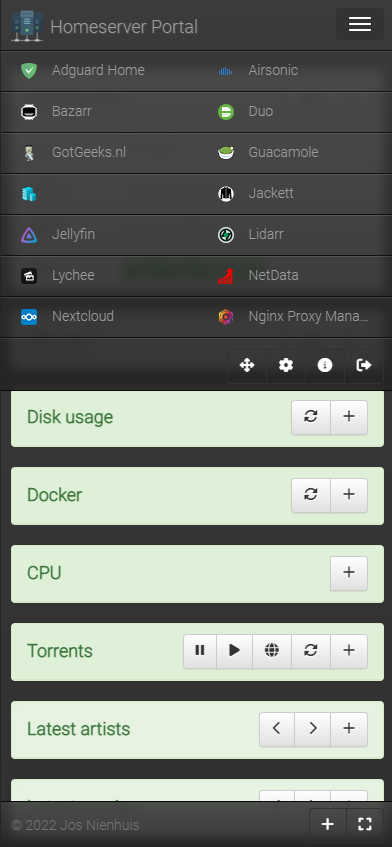 Homeserver Portal
Adguard Home
Airsonic
Bazarr
Duo
GotGeeks.nl
Guacamole
Jackett
Jellyfin
Lidarr
Lychee
NetData
Nextcloud
Nginx Proxy Mana...
Disk usage
Docker
CPU
Torrents
Latest artists
© 2022 Jos Nienhuis